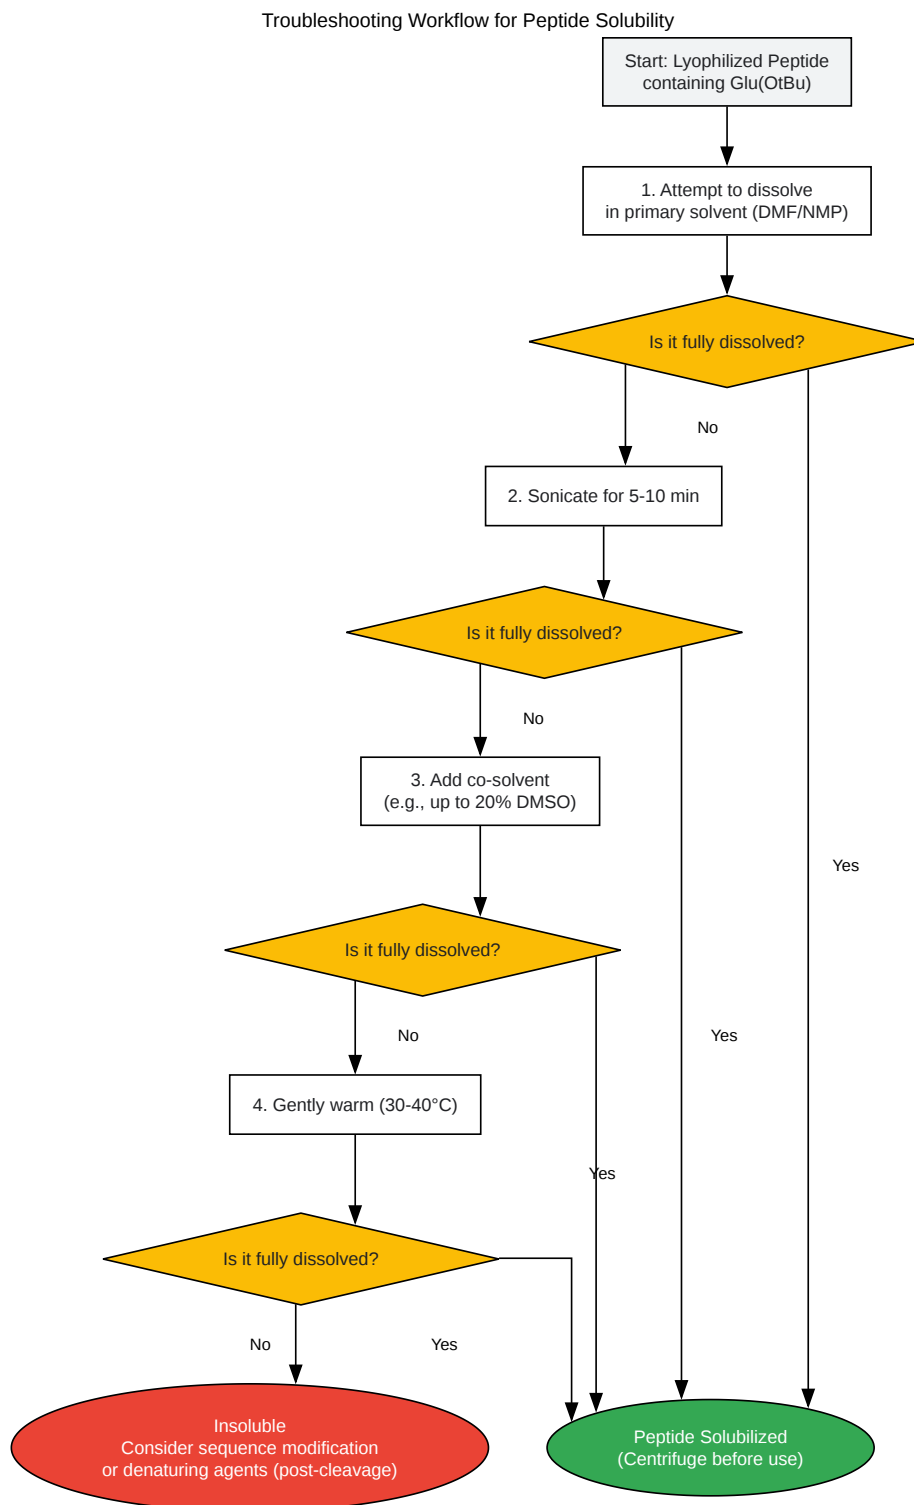 Troubleshooting Workflow for Peptide Solubility
Start: Lyophilized Peptide
containing Glu(OtBu)
1. Attempt to dissolve
in primary solvent (DMF/NMP)
Is it fully dissolved?
No
2. Sonicate for 5-10 min
Is it fully dissolved?
No
3. Add co-solvent
(e.g., up to 20% DMSO)
Yes
Is it fully dissolved?
No
Yes
4. Gently warm (30-40°C)
Yes
Is it fully dissolved?
No
Yes
Insoluble
Consider sequence modification
or denaturing agents (post-cleavage)
Peptide Solubilized
(Centrifuge before use)